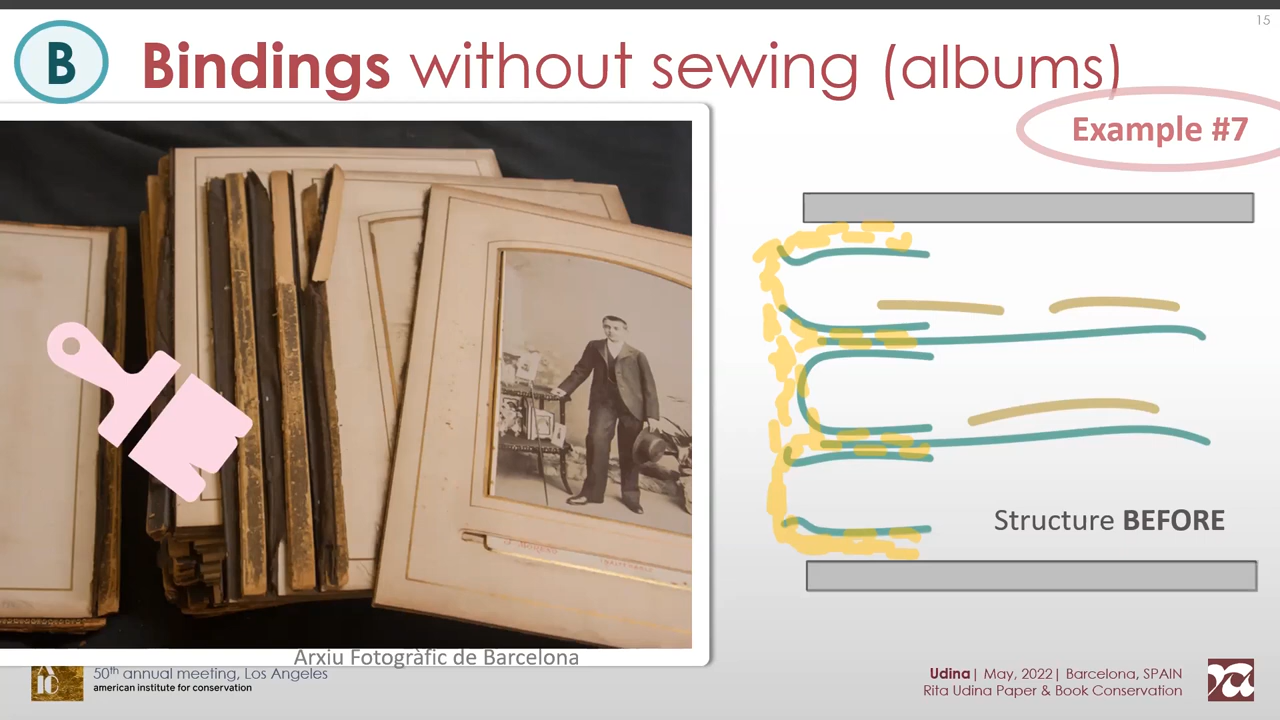 15
B
Bindings without sewing (albums)
Example #7
Structure BEFORE
Arxiu Fotogràfic de Barcelona
50th annual meeting, Los Angeles
american institute for conservation
Udina| May, 2022| Barcelona, SPAIN
Rita Udina Paper & Book Conservation